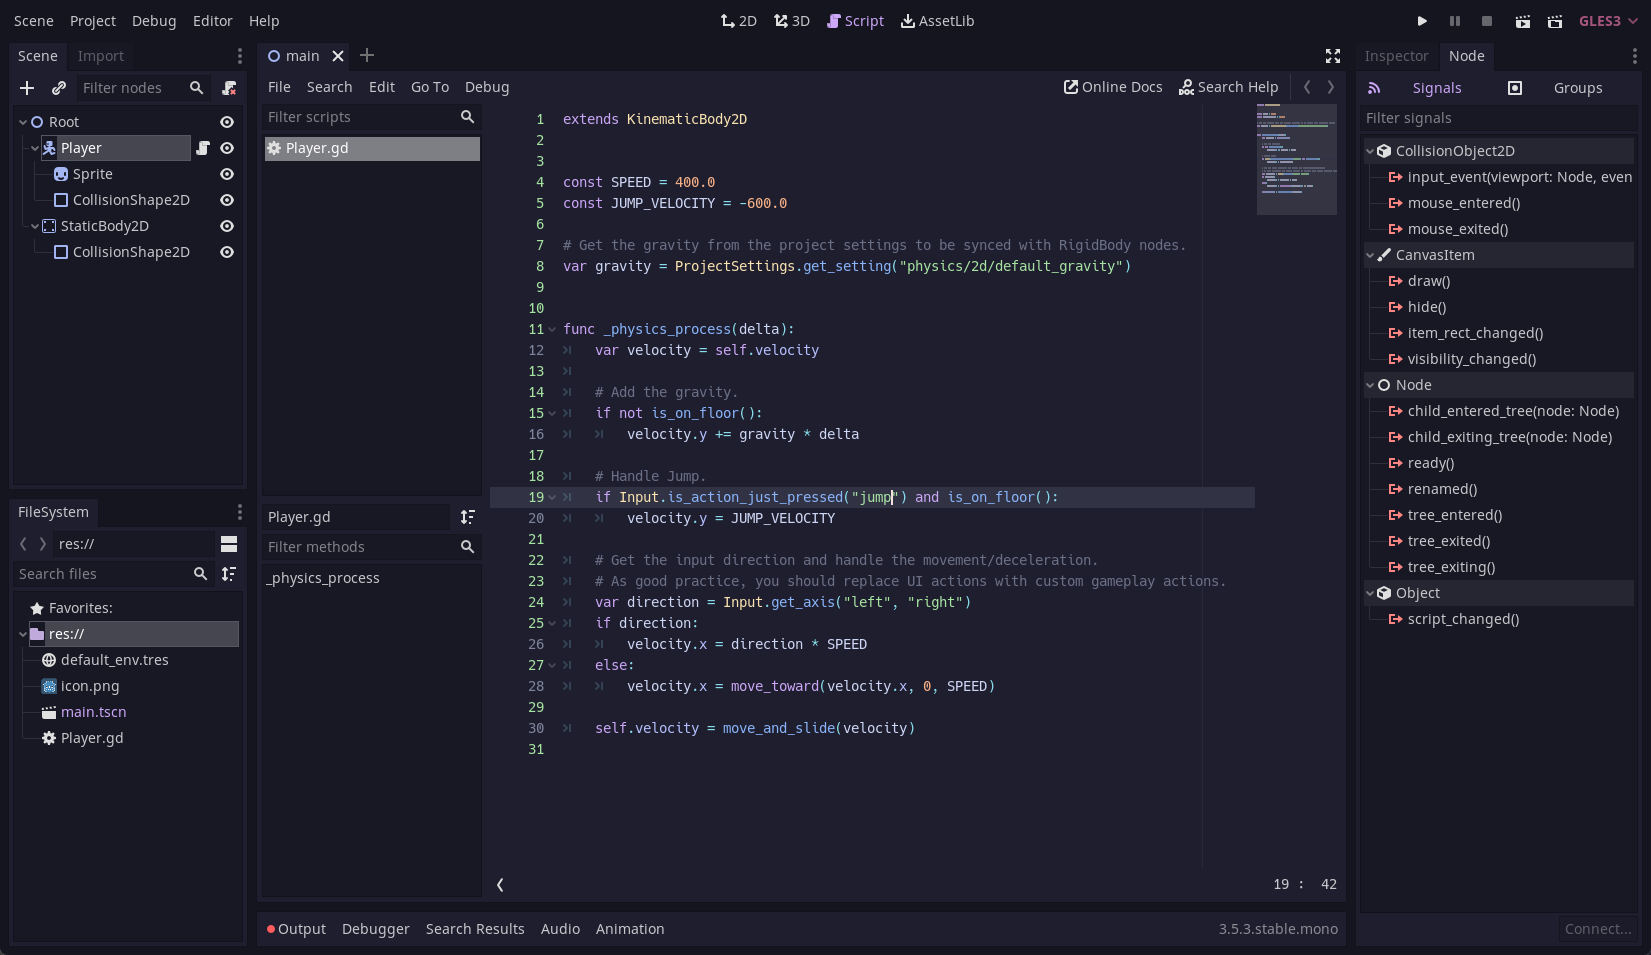 Scene Project Debug Editor Help
2D 3D Script AssetLib
GLES3
Scene Import
Filter nodes
Root
Player
Sprite
CollisionShape2D
StaticBody2D
CollisionShape2D
FileSystem
res://
Search files
Favorites:
res://
default_env.tres
icon.png
main.tscn
Player.gd
main
File Search Edit Go To Debug
Online Docs Search Help
Filter scripts
Player.gd
Player.gd
Filter methods
_physics_process
1 extends KinematicBody2D
2
3
4 const SPEED = 400.0
5 const JUMP_VELOCITY = -600.0
6
7 # Get the gravity from the project settings to be synced with RigidBody nodes.
8 var gravity = ProjectSettings.get_setting("physics/2d/default_gravity")
9
10
11 func _physics_process(delta):
12 var velocity = self.velocity
13
14 # Add the gravity.
15 if not is_on_floor():
16 velocity.y += gravity * delta
17
18 # Handle Jump.
19 if Input.is_action_just_pressed("jump") and is_on_floor():
20 velocity.y = JUMP_VELOCITY
21
22 # Get the input direction and handle the movement/deceleration.
23 # As good practice, you should replace UI actions with custom gameplay actions.
24 var direction = Input.get_axis("left", "right")
25 if direction:
26 velocity.x = direction * SPEED
27 else:
28 velocity.x = move_toward(velocity.x, 0, SPEED)
29
30 self.velocity = move_and_slide(velocity)
31
19 : 42
Output Debugger Search Results Audio Animation
3.5.3.stable.mono
Inspector Node
Signals Groups
Filter signals
CollisionObject2D
input_event(viewport: Node, even
mouse_entered()
mouse_exited()
CanvasItem
draw()
hide()
item_rect_changed()
visibility_changed()
Node
child_entered_tree(node: Node)
child_exiting_tree(node: Node)
ready()
renamed()
tree_entered()
tree_exited()
tree_exiting()
Object
script_changed()
Connect...